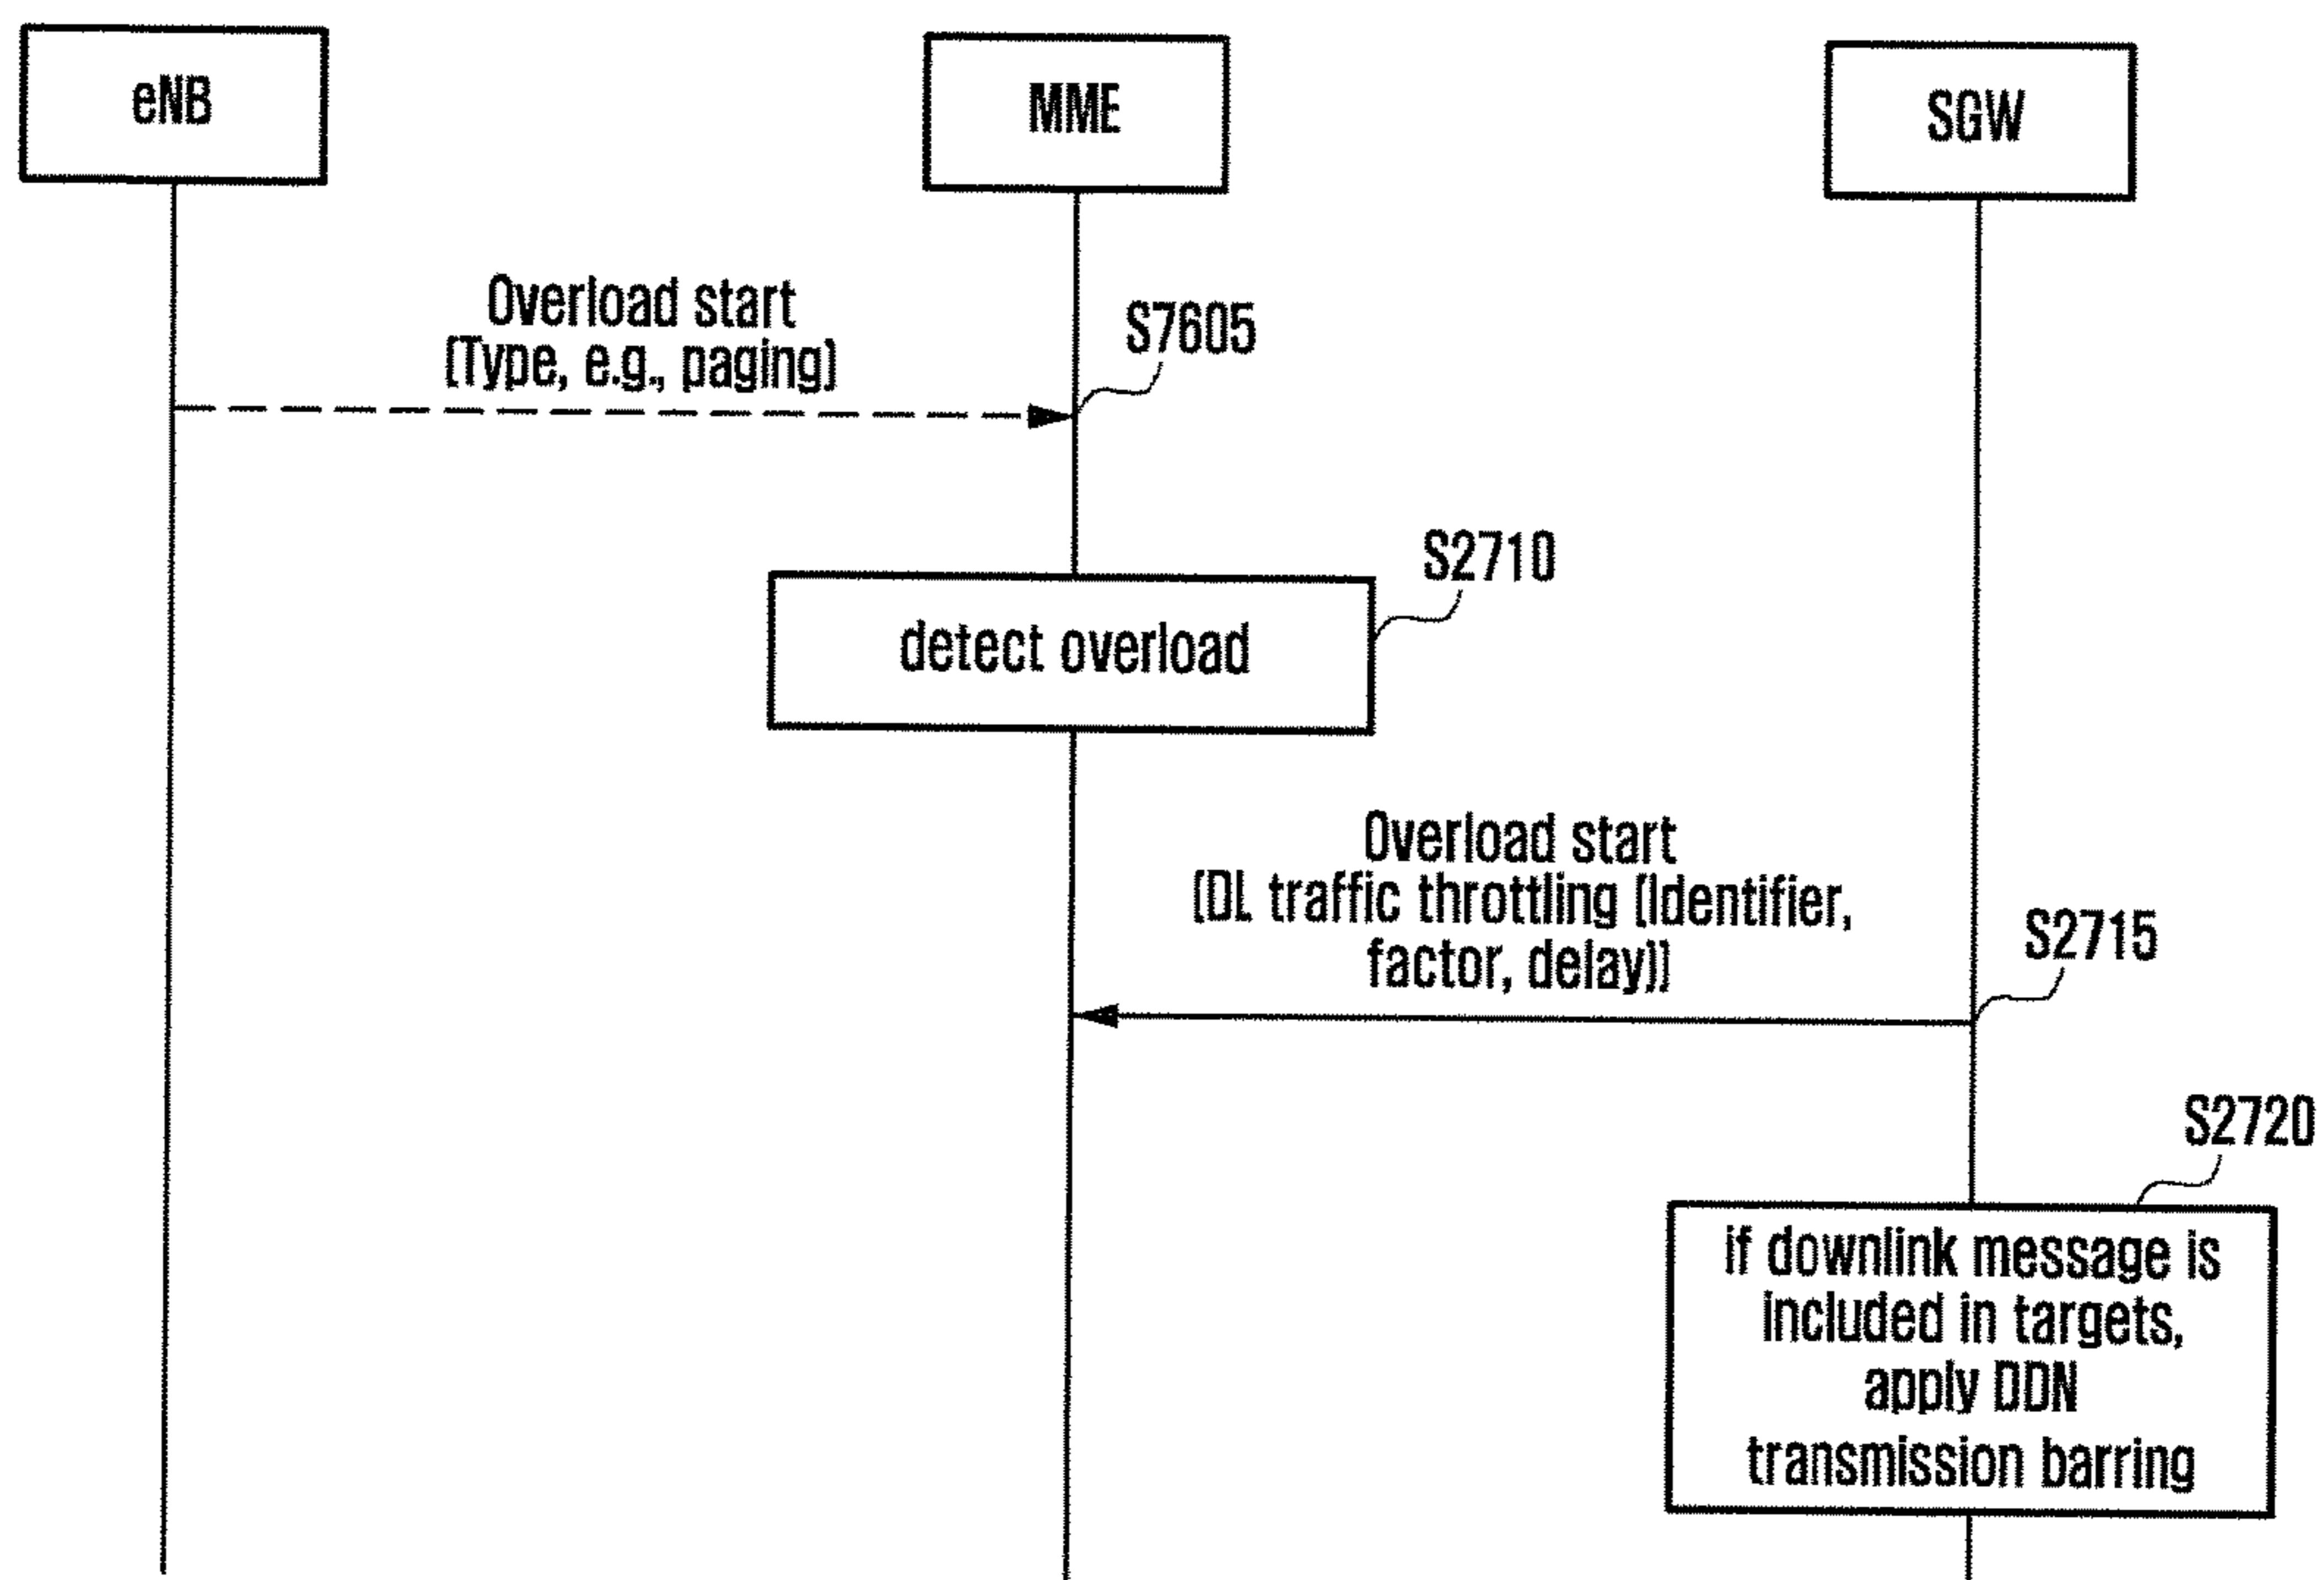 eNB
MME
SGW
Overload start
(Type, e.g., paging)
S7605
S2710
detect overload
Overload start
(DL traffic throttling (Identifier,
factor, delay))
S2715
S2720
if downlink message is
included in targets,
apply DDN
transmission barring